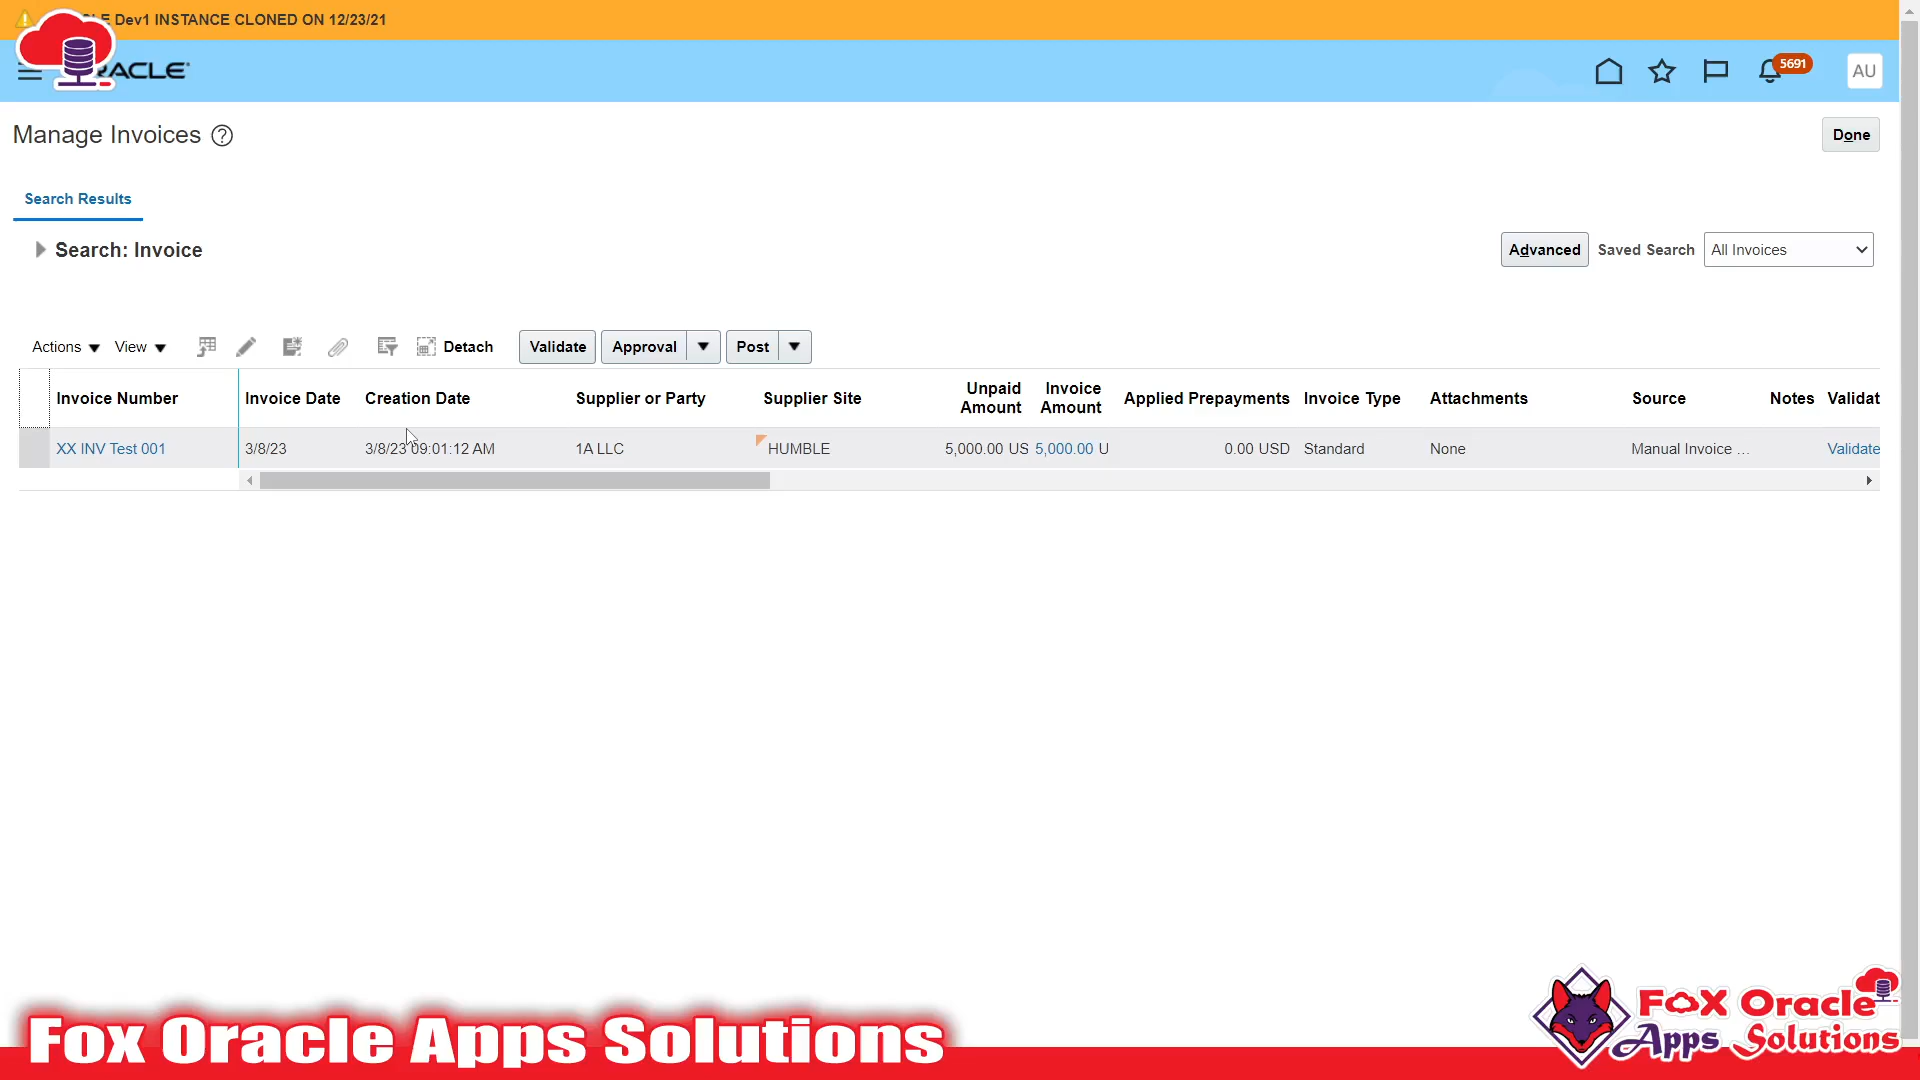 Dev1 INSTANCE CLONED ON 12/23/21
5691
AU
Manage Invoices ?
Done
Search Results
Search: Invoice
Advanced Saved Search All Invoices
Actions View Detach Validate Approval Post
Invoice Number Invoice Date Creation Date Supplier or Party Supplier Site Unpaid Amount Invoice Amount Applied Prepayments Invoice Type Attachments Source Notes Validat
XX INV Test 001 3/8/23 3/8/23 09:01:12 AM 1A LLC HUMBLE 5,000.00 US 5,000.00 U 0.00 USD Standard None Manual Invoice ... Validate
Fox Oracle Apps Solutions
FoX Oracle
Apps Solutions